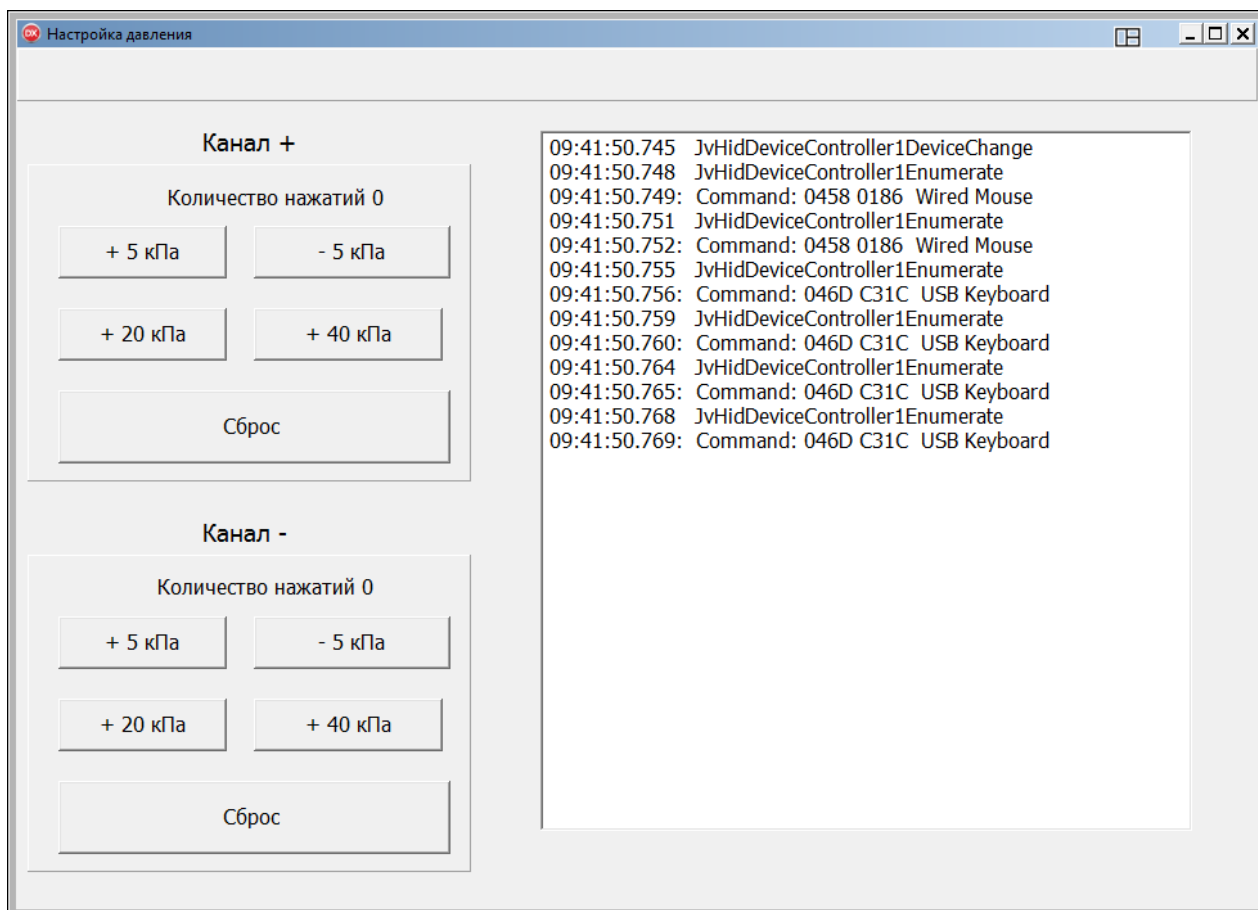 Настройка давления
Канал +
Количество нажатий 0
+ 5 кПа - 5 кПа
+ 20 кПа + 40 кПа
Сброс
Канал -
Количество нажатий 0
+ 5 кПа - 5 кПа
+ 20 кПа + 40 кПа
Сброс
09:41:50.745 JvHidDeviceController1DeviceChange
09:41:50.748 JvHidDeviceController1Enumerate
09:41:50.749: Command: 0458 0186 Wired Mouse
09:41:50.751 JvHidDeviceController1Enumerate
09:41:50.752: Command: 0458 0186 Wired Mouse
09:41:50.755 JvHidDeviceController1Enumerate
09:41:50.756: Command: 046D C31C USB Keyboard
09:41:50.759 JvHidDeviceController1Enumerate
09:41:50.760: Command: 046D C31C USB Keyboard
09:41:50.764 JvHidDeviceController1Enumerate
09:41:50.765: Command: 046D C31C USB Keyboard
09:41:50.768 JvHidDeviceController1Enumerate
09:41:50.769: Command: 046D C31C USB Keyboard